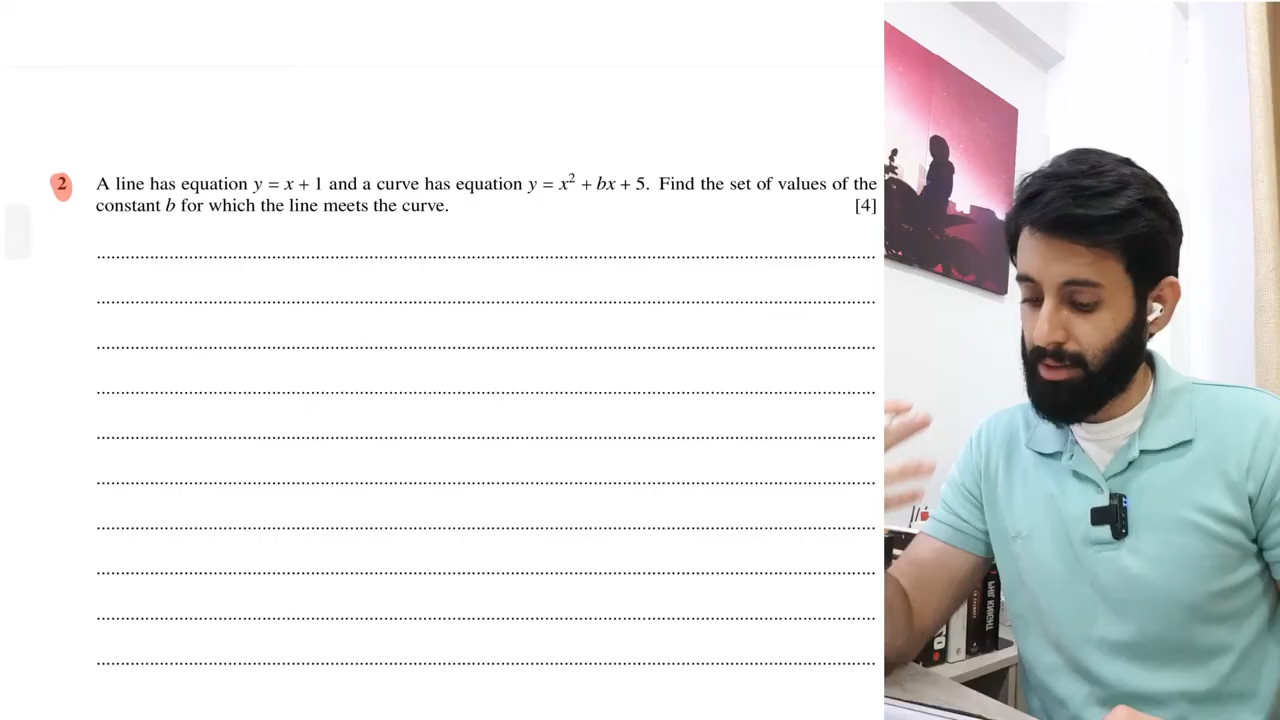 2 A line has equation y = x + 1 and a curve has equation y = x² + bx + 5. Find the set of values of the
constant b for which the line meets the curve. [4]